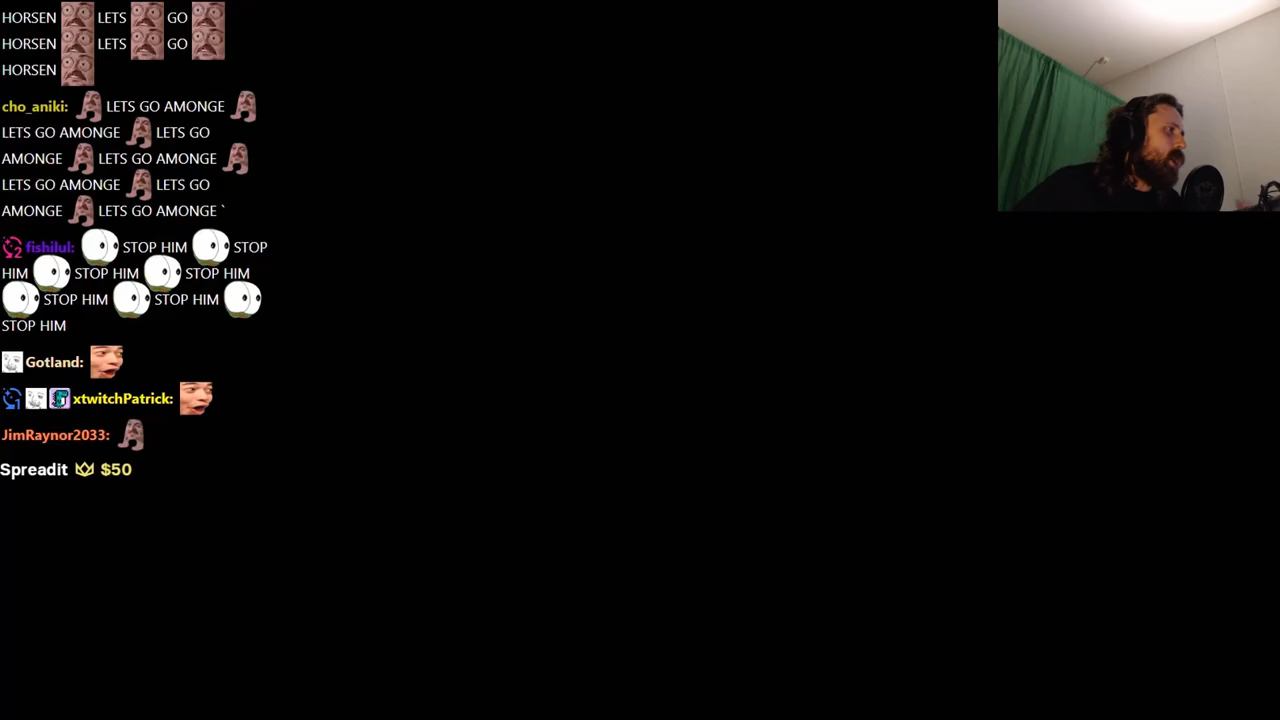 HORSEN LETS GO
HORSEN LETS GO
HORSEN
cho_aniki: LETS GO AMONGE
LETS GO AMONGE LETS GO
AMONGE LETS GO AMONGE
LETS GO AMONGE LETS GO
AMONGE LETS GO AMONGE `
2 fishilul: STOP HIM STOP
HIM STOP HIM STOP HIM
STOP HIM STOP HIM
STOP HIM
Gotland:
1 xtwitchPatrick:
JimRaynor2033:
Spreadit $50